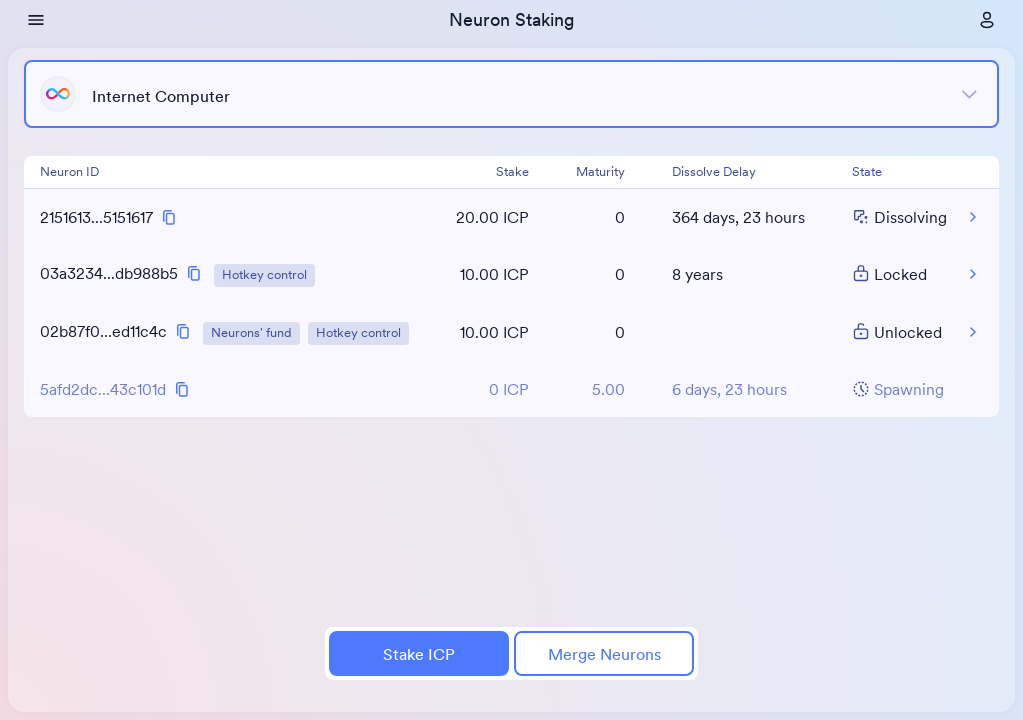 Neuron Staking
Internet Computer
Neuron ID Stake Maturity Dissolve Delay State
2151613...5151617 20.00 ICP 0 364 days, 23 hours Dissolving
03a3234...db988b5 Hotkey control 10.00 ICP 0 8 years Locked
02b87f0...ed11c4c Neurons' fund Hotkey control 10.00 ICP 0 Unlocked
5afd2dc...43c101d 0 ICP 5.00 6 days, 23 hours Spawning
Stake ICP Merge Neurons